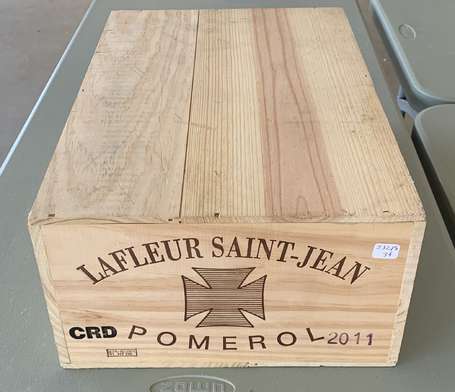 LAFLEUR SAINT-JEAN
CRD POMEROL 2011